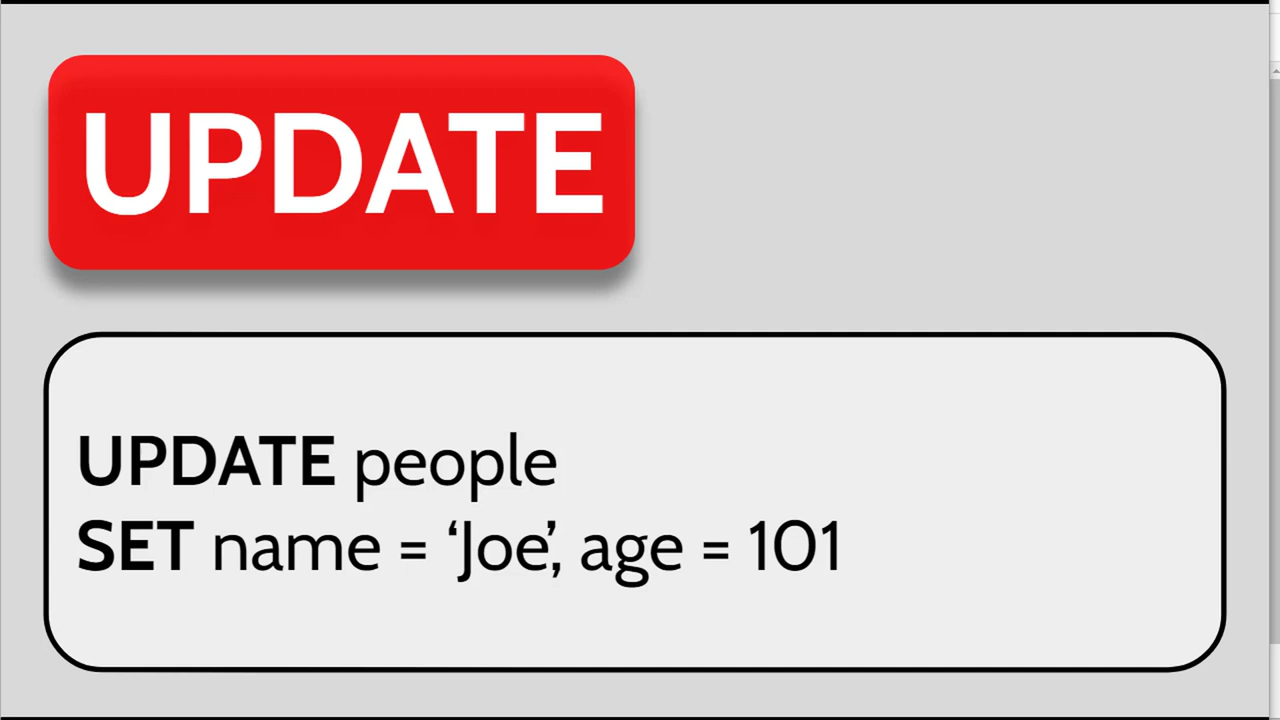 UPDATE
UPDATE people
SET name = ‘Joe’, age = 101